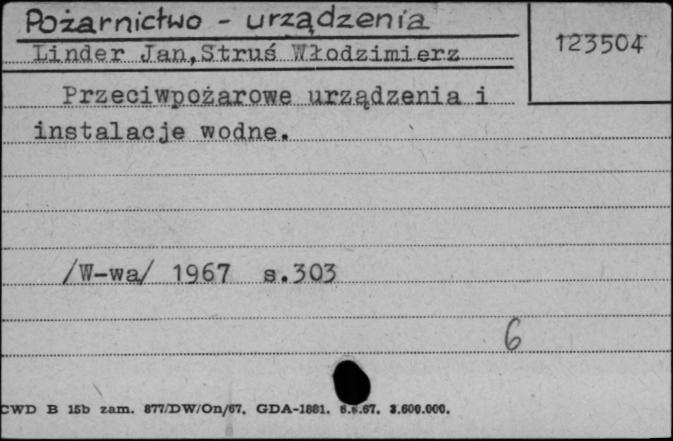 Pożarnictwo - urządzenia
123504
Linder Jan, Struś Włodzimierz
Przeciwpożarowe urządzenia i
instalacje wodne.
/W-wa/ 1967 s.303
6
CWD B 15b zam. 877/DW/On/67. GDA-1881. 6.6.67. 3.600.000.